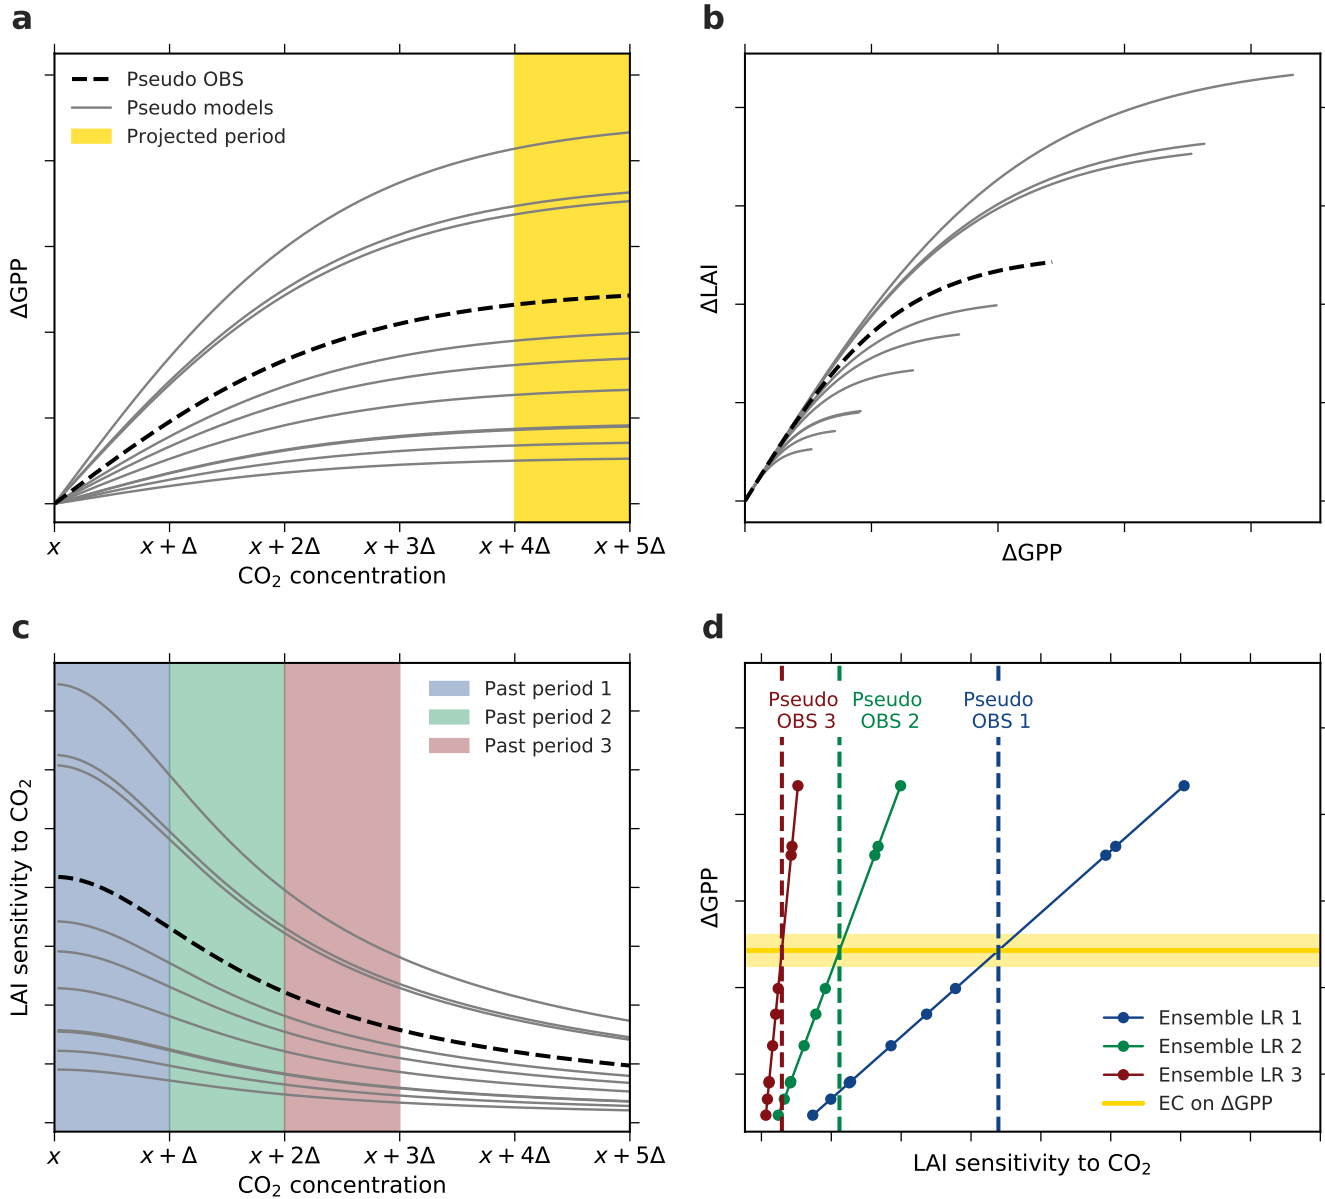 a
Pseudo OBS
Pseudo models
Projected period
ΔGPP
x
x + Δ
x + 2Δ
x + 3Δ
x + 4Δ
x + 5Δ
CO₂ concentration
b
ΔLAI
ΔGPP
c
Past period 1
Past period 2
Past period 3
LAI sensitivity to CO₂
x
x + Δ
x + 2Δ
x + 3Δ
x + 4Δ
x + 5Δ
CO₂ concentration
d
Pseudo
OBS 3
Pseudo
OBS 2
Pseudo
OBS 1
ΔGPP
Ensemble LR 1
Ensemble LR 2
Ensemble LR 3
EC on ΔGPP
LAI sensitivity to CO₂